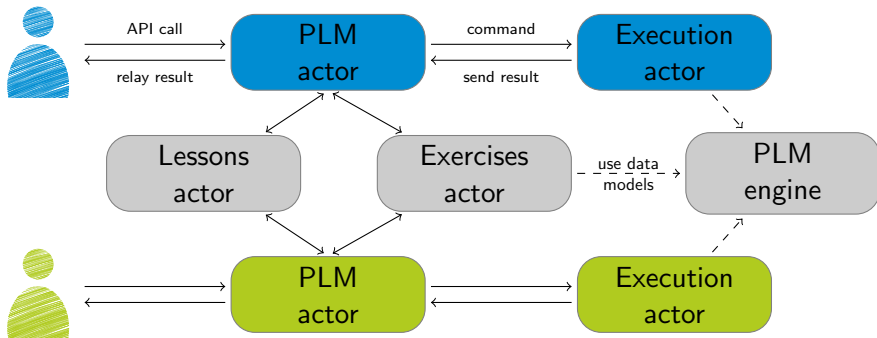 API call
relay result
PLM
actor
command
send result
Execution
actor
Lessons
actor
Exercises
actor
use data
models
PLM
engine
PLM
actor
Execution
actor